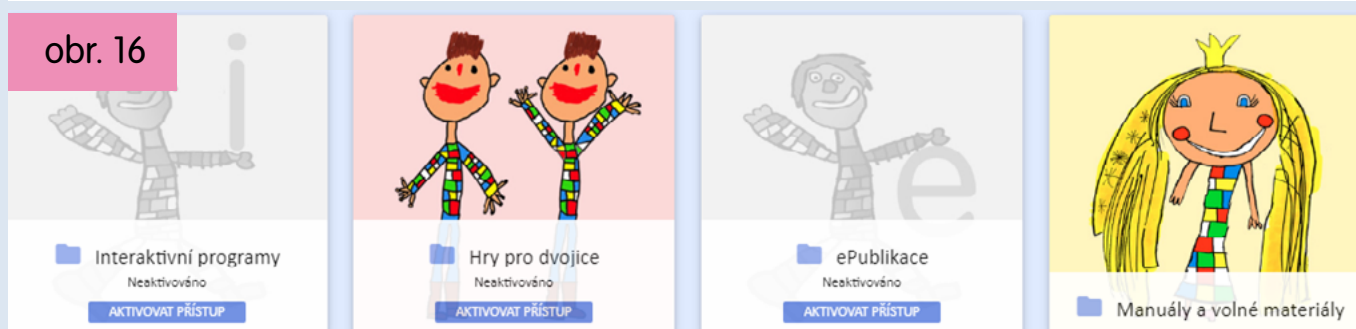 obr. 16
i
Interaktivní programy
Neaktivováno
AKTIVOVAT PŘÍSTUP
Hry pro dvojice
Neaktivováno
AKTIVOVAT PŘÍSTUP
e
ePublikace
Neaktivováno
AKTIVOVAT PŘÍSTUP
Manuály a volné materiály